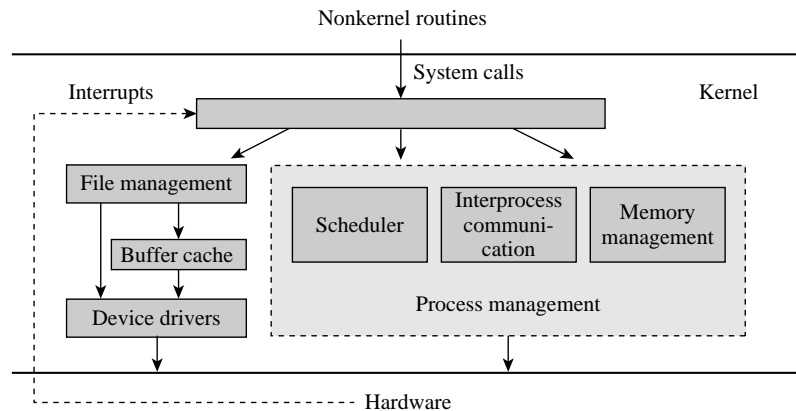 Nonkernel routines
System calls
Interrupts
Kernel
File management
Scheduler
Interprocess
communi-
cation
Memory
management
Buffer cache
Device drivers
Process management
Hardware